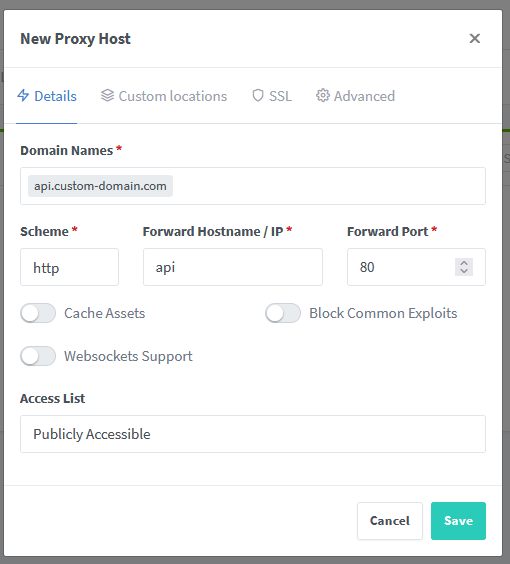 New Proxy Host
Details Custom locations SSL Advanced
Domain Names *
api.custom-domain.com
Scheme * Forward Hostname / IP * Forward Port *
http api 80
Cache Assets Block Common Exploits
Websockets Support
Access List
Publicly Accessible
Cancel Save